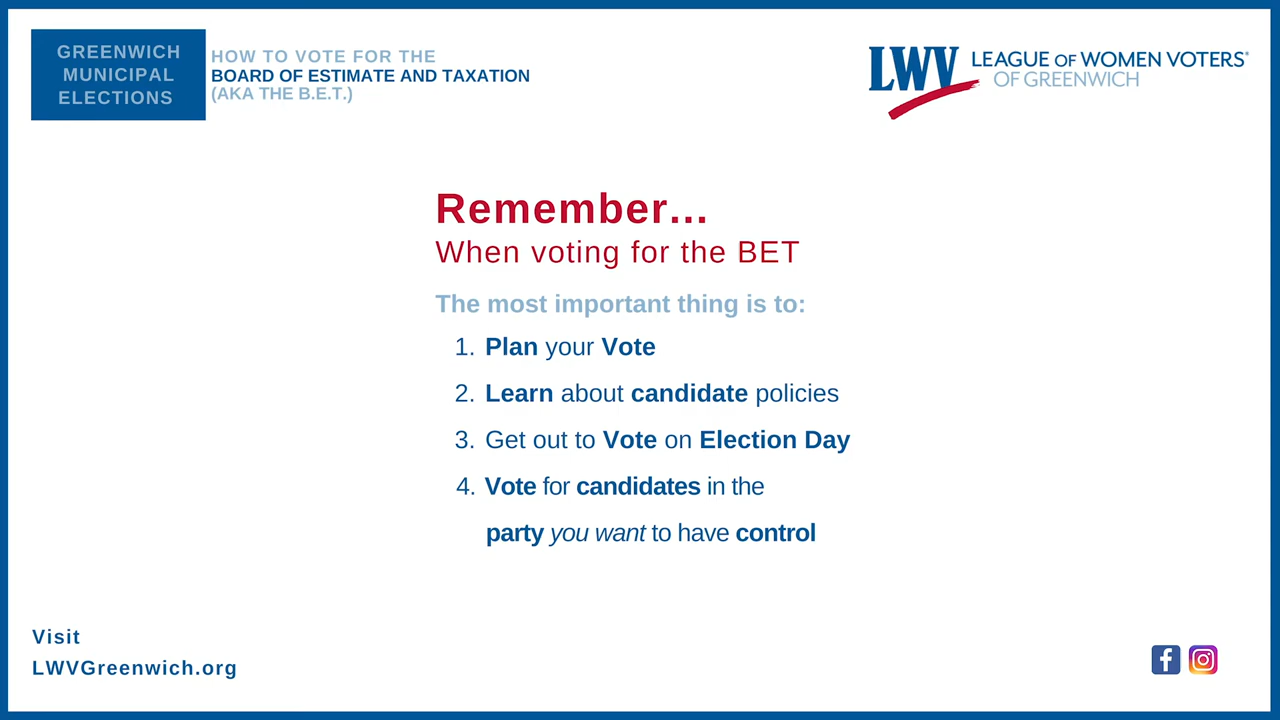 GREENWICH
MUNICIPAL
ELECTIONS
HOW TO VOTE FOR THE
BOARD OF ESTIMATE AND TAXATION
(AKA THE B.E.T.)
LWV LEAGUE OF WOMEN VOTERS®
OF GREENWICH
Remember...
When voting for the BET
The most important thing is to:
1. Plan your Vote
2. Learn about candidate policies
3. Get out to Vote on Election Day
4. Vote for candidates in the
party you want to have control
Visit
LWVGreenwich.org